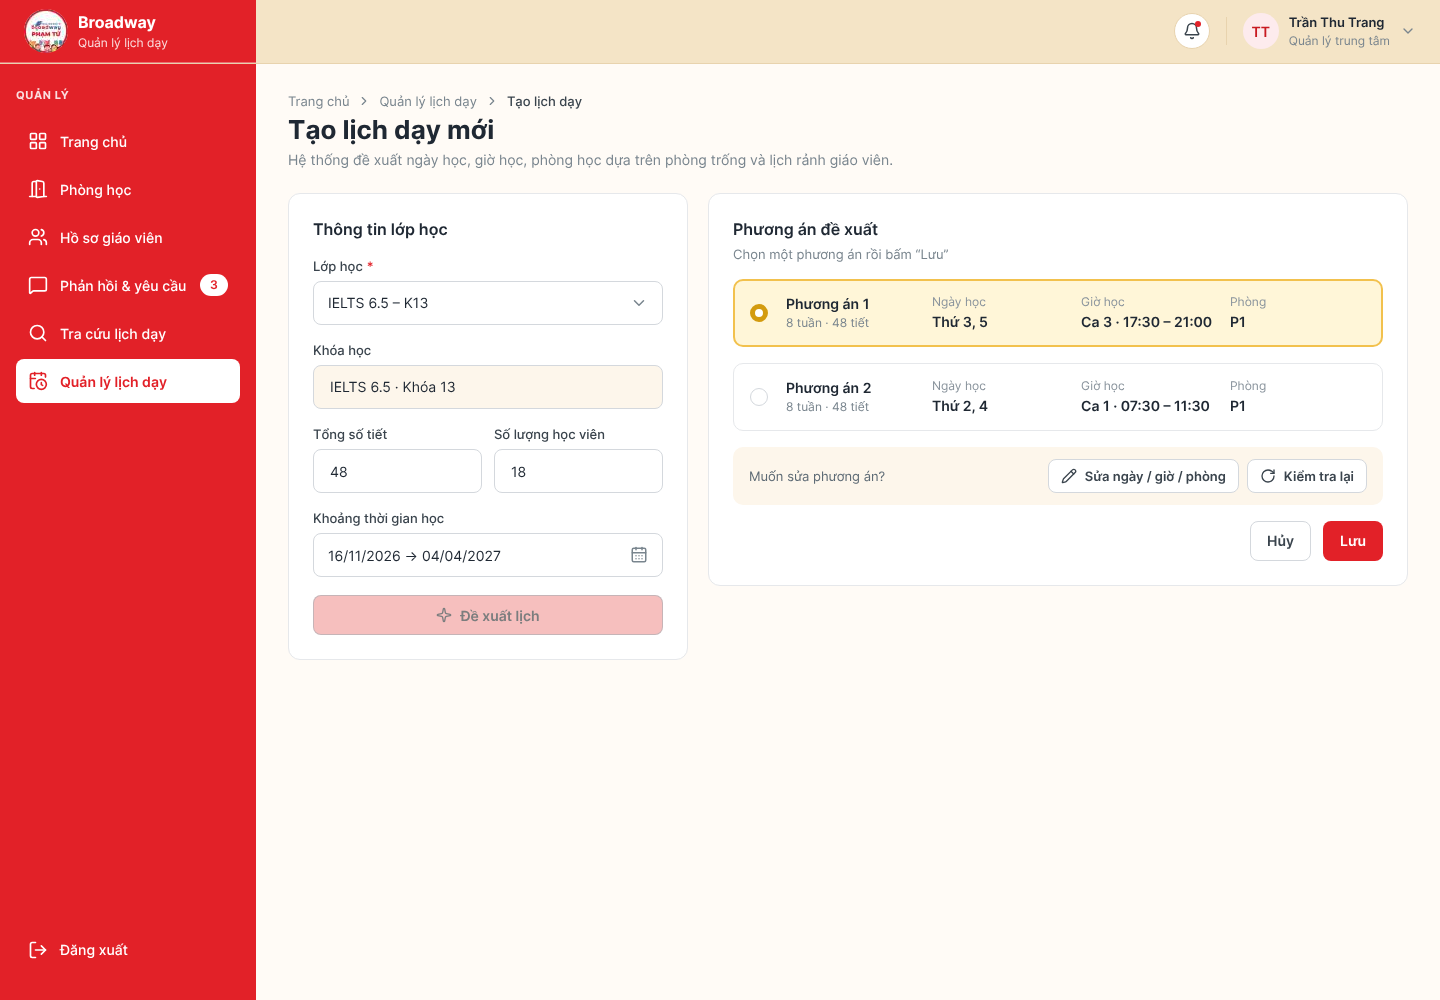 Broadway
PHẠM TỪ
Broadway
Quản lý lịch dạy
TT
Trần Thu Trang
Quản lý trung tâm
QUẢN LÝ
Trang chủ
Phòng học
Hồ sơ giáo viên
Phản hồi & yêu cầu
3
Tra cứu lịch dạy
Quản lý lịch dạy
Đăng xuất
Trang chủ > Quản lý lịch dạy > Tạo lịch dạy
Tạo lịch dạy mới
Hệ thống đề xuất ngày học, giờ học, phòng học dựa trên phòng trống và lịch rảnh giáo viên.
Thông tin lớp học
Lớp học *
IELTS 6.5 – K13
Khóa học
IELTS 6.5 · Khóa 13
Tổng số tiết
48
Số lượng học viên
18
Khoảng thời gian học
16/11/2026 → 04/04/2027
Đề xuất lịch
Phương án đề xuất
Chọn một phương án rồi bấm “Lưu”
Phương án 1
8 tuần · 48 tiết
Ngày học
Thứ 3, 5
Giờ học
Ca 3 · 17:30 – 21:00
Phòng
P1
Phương án 2
8 tuần · 48 tiết
Ngày học
Thứ 2, 4
Giờ học
Ca 1 · 07:30 – 11:30
Phòng
P1
Muốn sửa phương án?
Sửa ngày / giờ / phòng
Kiểm tra lại
Hủy
Lưu